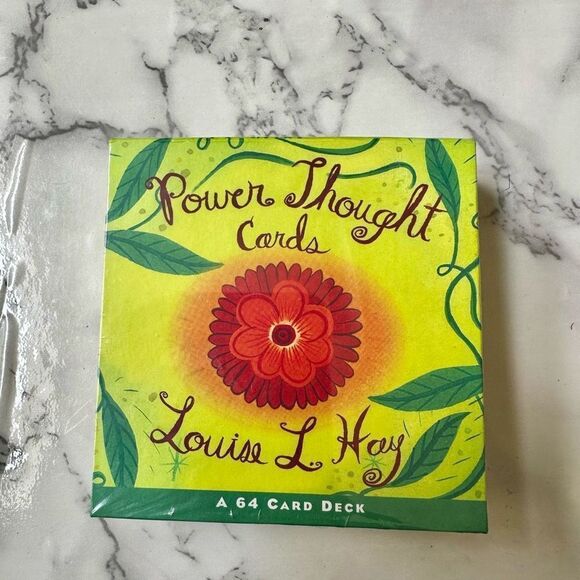 Power Thought
Cards
Louise L. Hay
A 64 CARD DECK